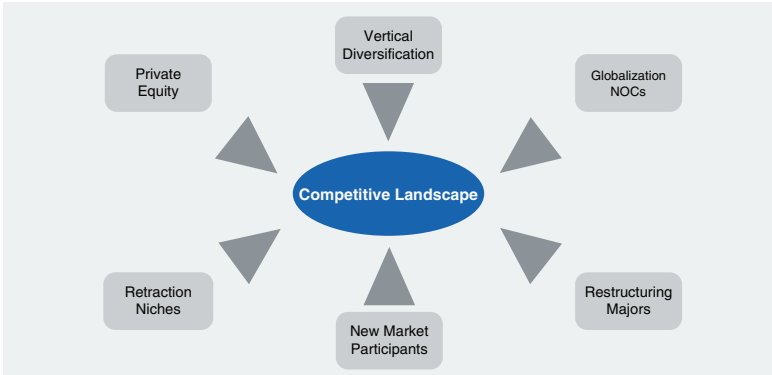 Vertical
Diversification
Private
Equity
Globalization
NOCs
Competitive Landscape
Retraction
Niches
Restructuring
Majors
New Market
Participants